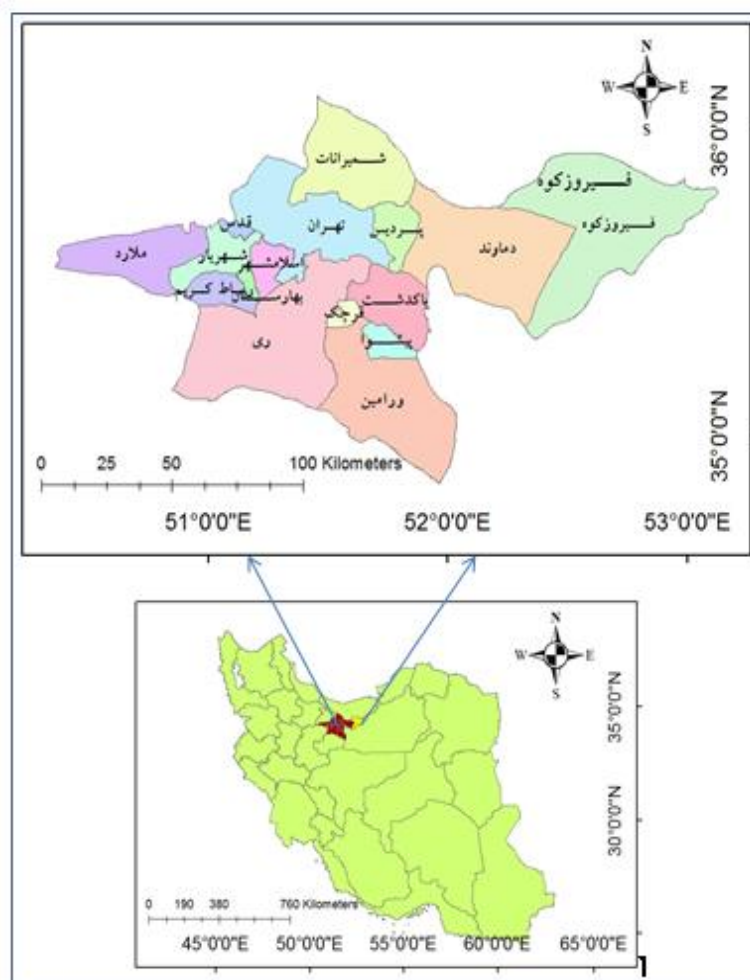 N
W E
S
36°0'0"N
شمیرانات
فیروزکوه
فیروزکوه
قدس
تهران
پردیس
دماوند
ملارد
شهریار
اسلامشهر
رباط کریم
بهارستان
پاکدشت
قرچک
پیشوا
ری
ورامین
35°0'0"N
0 25 50 100 Kilometers
51°0'0"E 52°0'0"E 53°0'0"E
N
W E
S
35°0'0"N
30°0'0"N
0 190 380 760 Kilometers
45°0'0"E 50°0'0"E 55°0'0"E 60°0'0"E 65°0'0"E